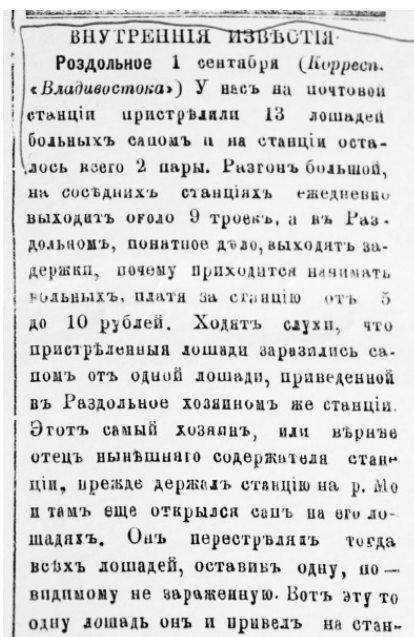 ВНУТРЕННІЯ ИЗВѢСТІЯ·
Роздольное 1 сентября (Корресп.
«Владивостока») У насъ на почтовой
станціи пристрѣлили 13 лошадей
больныхъ сапомъ и на станціи оста-
лось всего 2 пары. Разгонъ большой,
на сосѣднихъ станціяхъ ежедневно
выходитъ около 9 троекъ, а въ Раз-
дольномъ, понятное дѣло, выходятъ за-
держки, почему приходится нанимать
вольныхъ, платя за станцію отъ 5
до 10 рублей. Ходятъ слухи, что
пристрѣленныя лошади заразились са-
помъ отъ одной лошади, приведенной
въ Раздольное хозяиномъ же станціи.
Этотъ самый хозяинъ, или вѣрнѣе
отец нынѣшнаго содержателя стан-
ціи, прежде держалъ станцію на р. Мо
и тамъ еще открылся сапъ на его ло-
шадяхъ. Онъ перестрѣлялъ тогда
всѣхъ лошадей, оставивъ одну, по-
видимому не зараженную. Вотъ эту то
одну лошадь онъ и привелъ на стан-